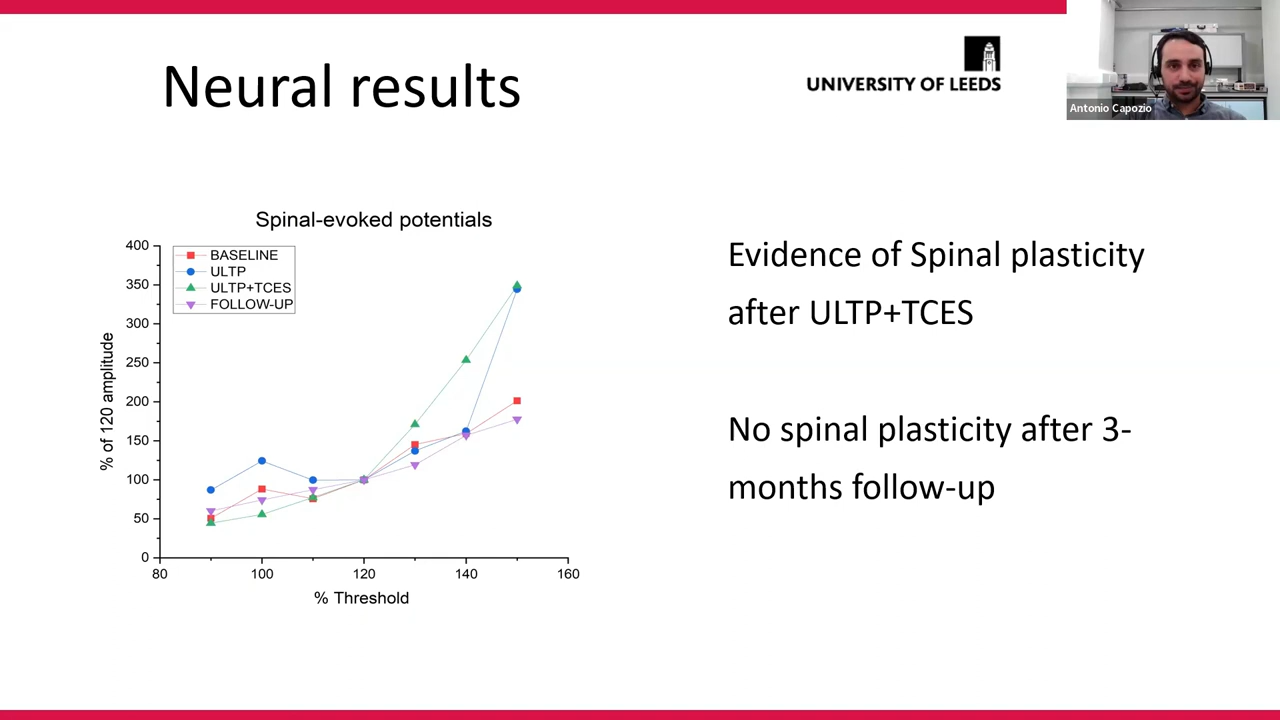 Neural results
UNIVERSITY OF LEEDS
Antonio Capozio
Spinal-evoked potentials
400
350
300
250
200
150
100
50
0
BASELINE
ULTP
ULTP+TCES
FOLLOW-UP
% of 120 amplitude
80
100
120
140
160
% Threshold
Evidence of Spinal plasticity
after ULTP+TCES
No spinal plasticity after 3-
months follow-up